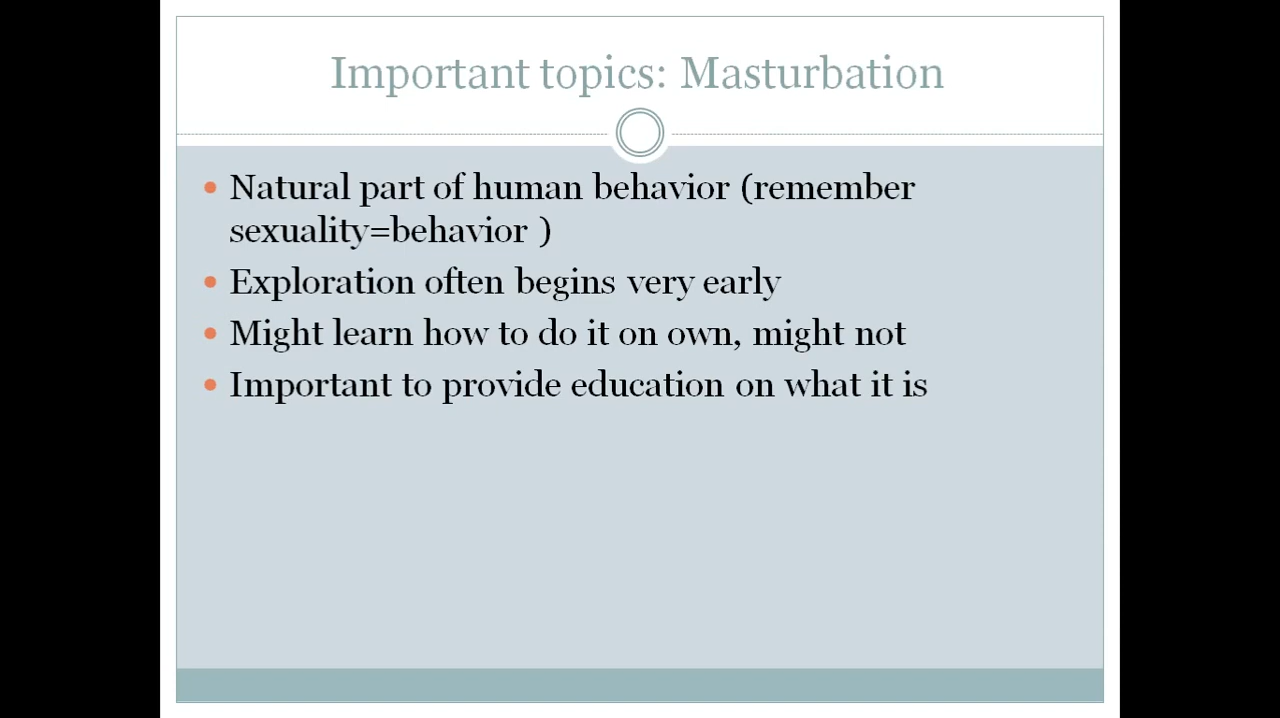 Important topics: Masturbation
• Natural part of human behavior (remember
sexuality=behavior )
• Exploration often begins very early
• Might learn how to do it on own, might not
• Important to provide education on what it is